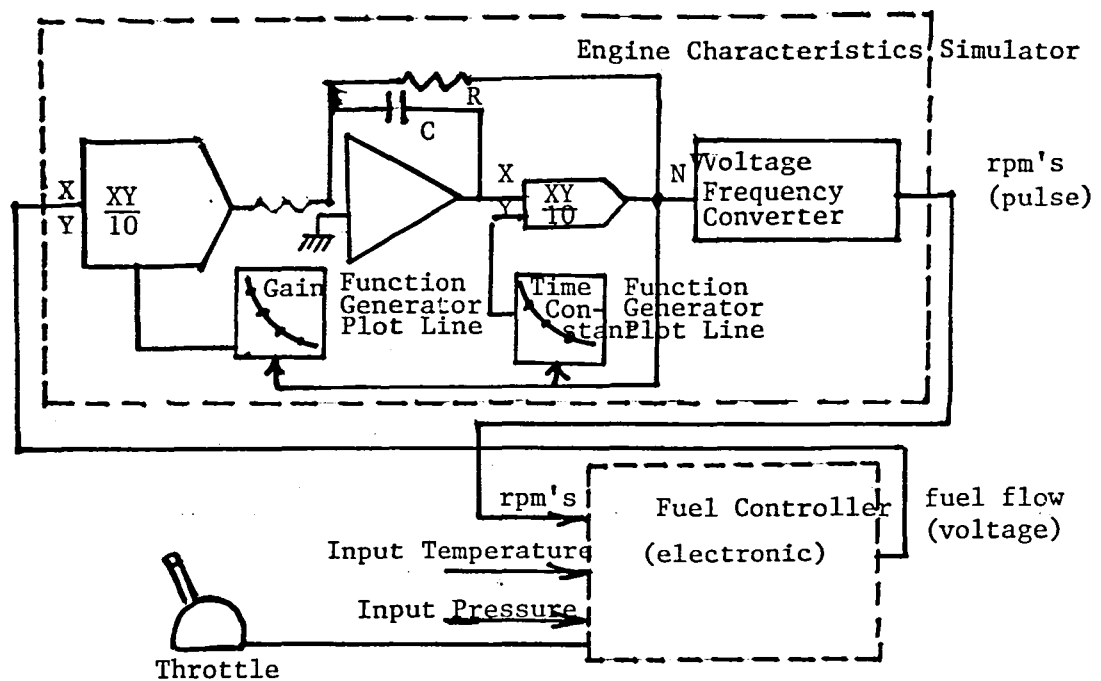 Engine Characteristics Simulator
R
C
X
Y
XY
10
X
Y
XY
10
N
V
Voltage
Frequency
Converter
rpm's
(pulse)
Gain
Function
Generator
Plot Line
Time
Con-
stant
Function
Generator
Plot Line
rpm's
Fuel Controller
(electronic)
fuel flow
(voltage)
Input Temperature
Input Pressure
Throttle